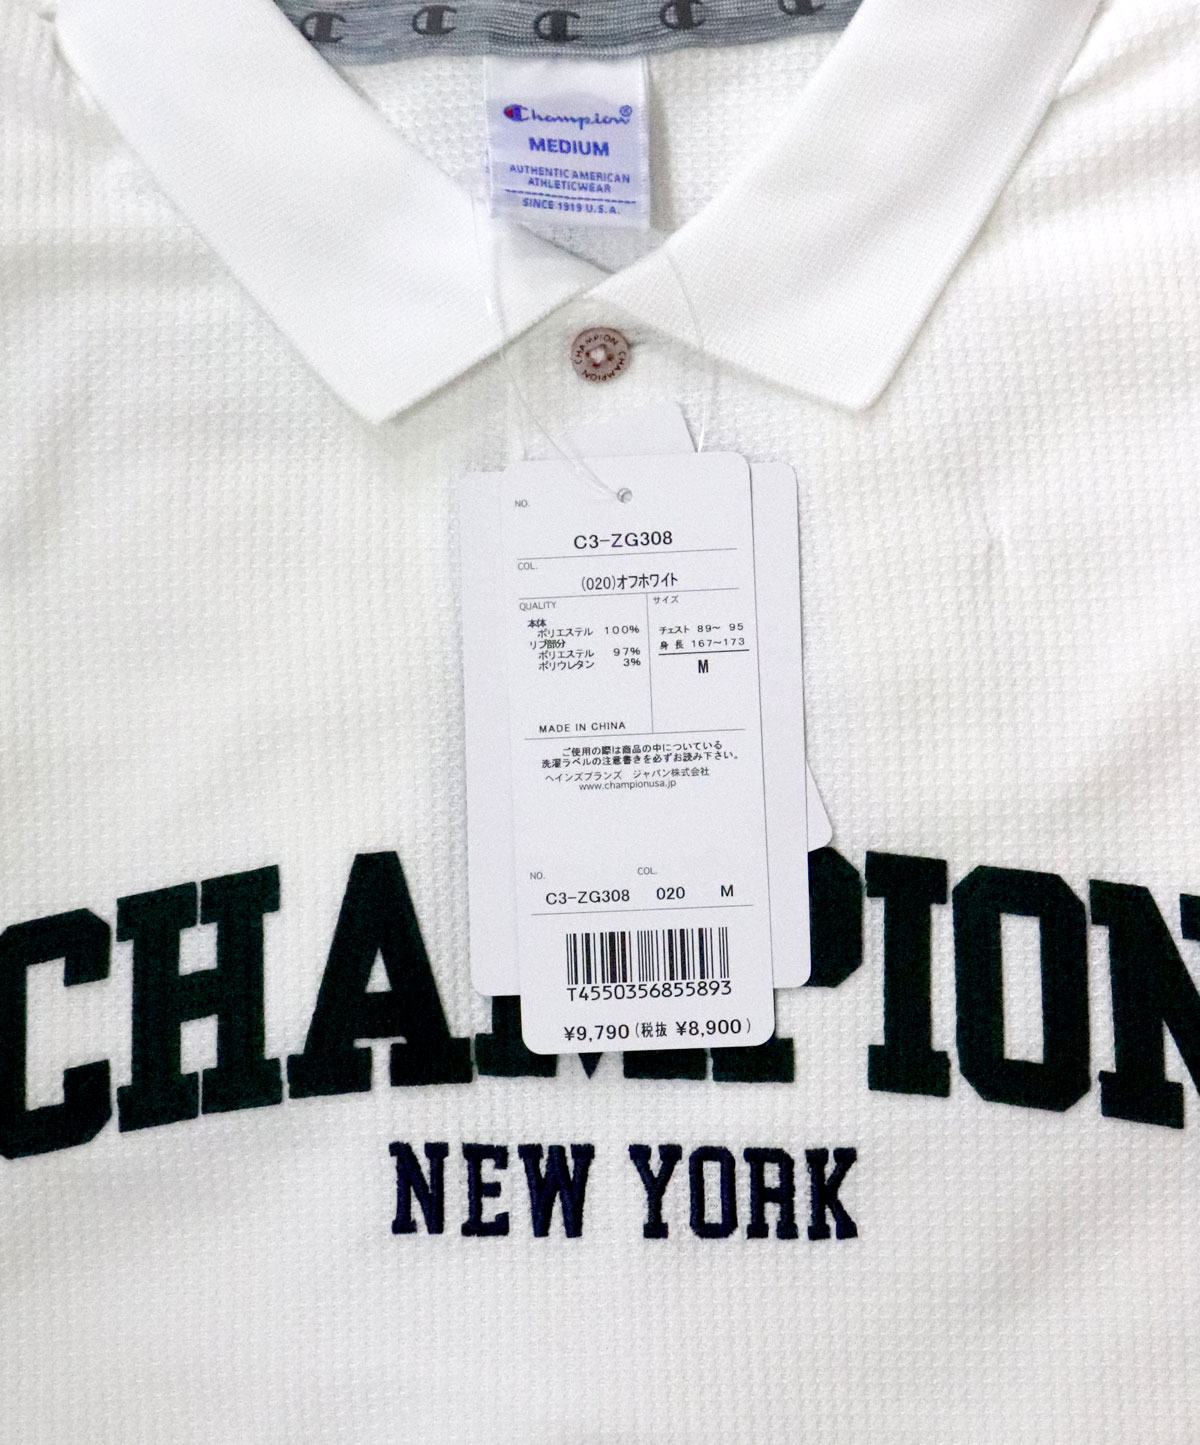 Champion®
MEDIUM
AUTHENTIC AMERICAN
ATHLETICWEAR
SINCE 1919 U.S.A.
CHAMPION CHAMPION
NO.
C3-ZG308
COL.
(020)オフホワイト
QUALITY
本体
ポリエステル 100%
リブ部分
ポリエステル 97%
ポリウレタン 3%
MADE IN CHINA
サイズ
チェスト 89~ 95
身 長 167~173
M
ご使用の際は商品の中についている
洗濯ラベルの注意書きを必ずお読み下さい。
ヘインズブランズ ジャパン株式会社
www.championusa.jp
NO. COL.
C3-ZG308 020 M
T4550356855893
¥9,790(税抜 ¥8,900)
CHAMPION
NEW YORK